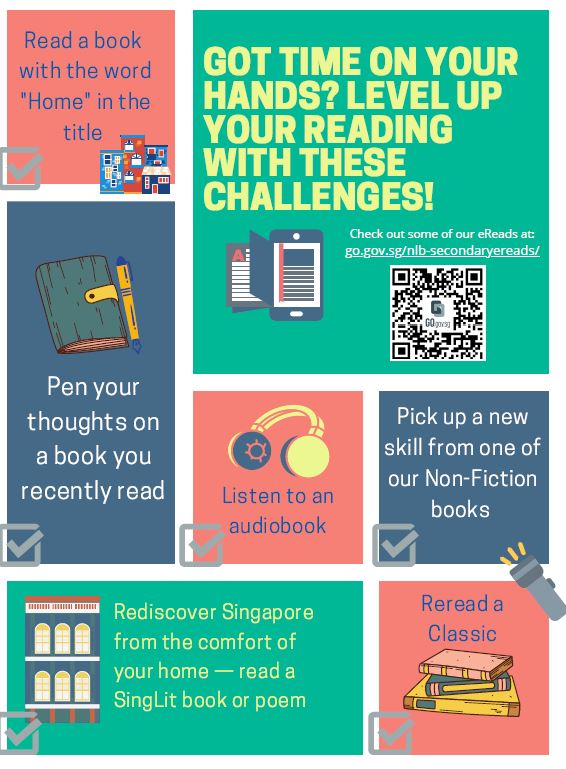 Read a book
with the word
"Home" in the
title
GOT TIME ON YOUR
HANDS? LEVEL UP
YOUR READING
WITH THESE
CHALLENGES!
Check out some of our eReads at:
go.gov.sg/nlb-secondaryereads/
A
GO.gov.sg
Pen your
thoughts on
a book you
recently read
Listen to an
audiobook
Pick up a new
skill from one of
our Non-Fiction
books
Rediscover Singapore
from the comfort of
your home — read a
SingLit book or poem
Reread a
Classic